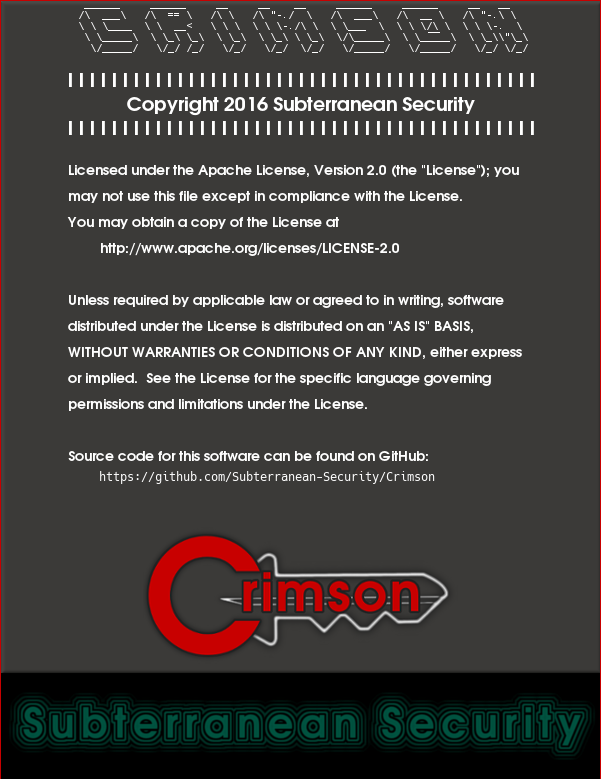 CRIMSON
Copyright 2016 Subterranean Security
Licensed under the Apache License, Version 2.0 (the "License"); you
may not use this file except in compliance with the License.
You may obtain a copy of the License at
http://www.apache.org/licenses/LICENSE-2.0
Unless required by applicable law or agreed to in writing, software
distributed under the License is distributed on an "AS IS" BASIS,
WITHOUT WARRANTIES OR CONDITIONS OF ANY KIND, either express
or implied.  See the License for the specific language governing
permissions and limitations under the License.
Source code for this software can be found on GitHub:
https://github.com/Subterranean-Security/Crimson
Crimson
Subterranean Security